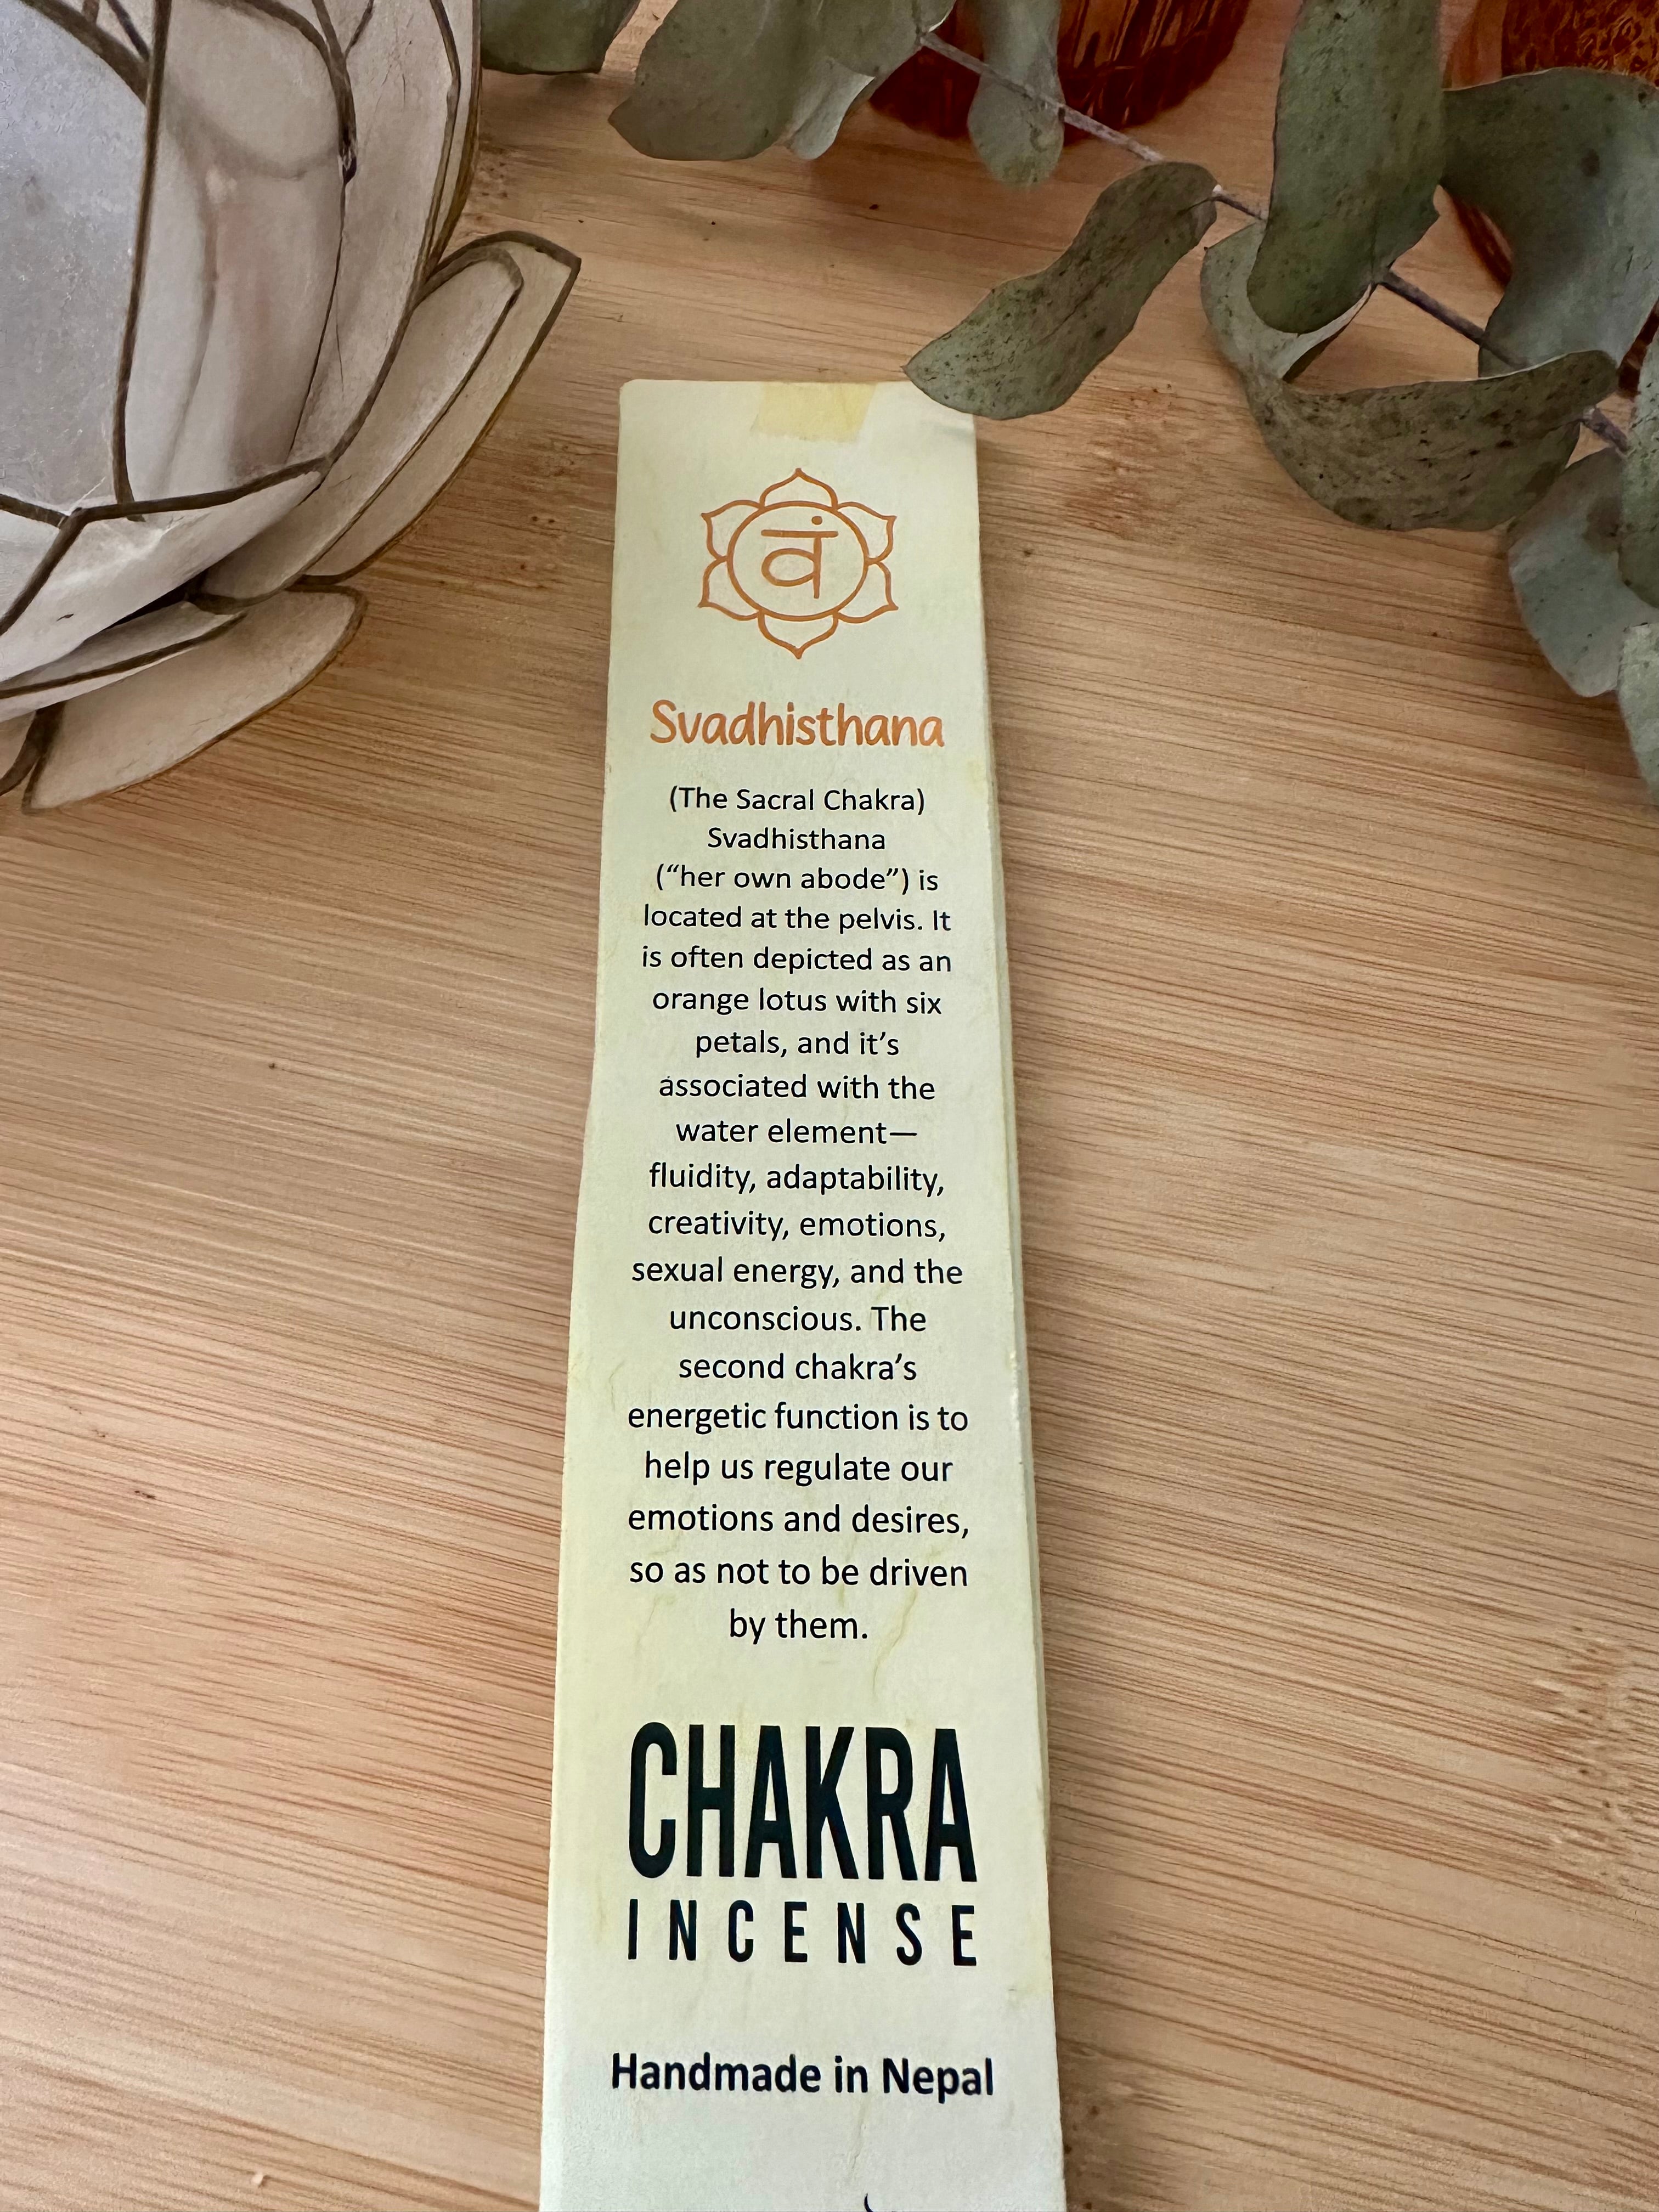 वं
Svadhisthana
(The Sacral Chakra)
Svadhisthana
(“her own abode”) is
located at the pelvis. It
is often depicted as an
orange lotus with six
petals, and it’s
associated with the
water element—
fluidity, adaptability,
creativity, emotions,
sexual energy, and the
unconscious. The
second chakra’s
energetic function is to
help us regulate our
emotions and desires,
so as not to be driven
by them.
CHAKRA
INCENSE
Handmade in Nepal